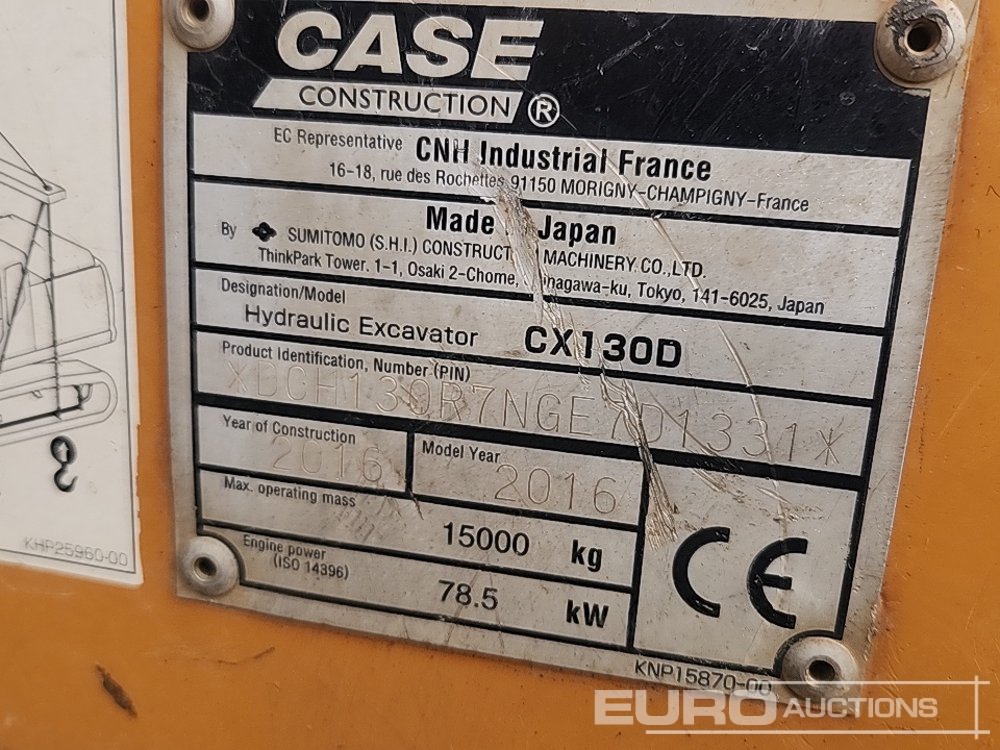 CASE
CONSTRUCTION ®
EC Representative CNH Industrial France
16-18, rue des Rochettes 91150 MORIGNY-CHAMPIGNY-France
Made Japan
By SUMITOMO (S.H.I.) CONSTRUCTION MACHINERY CO.,LTD.
ThinkPark Tower. 1-1, Osaki 2-Chome, Shinagawa-ku, Tokyo, 141-6025, Japan
Designation/Model
Hydraulic Excavator CX130D
Product Identification, Number (PIN)
Year of Construction
2016
Model Year
2016
Max. operating mass
15000 kg
Engine power
(ISO 14396)
78.5 kW
CE
KNP15870-00
KHP25960-00
EURO AUCTIONS